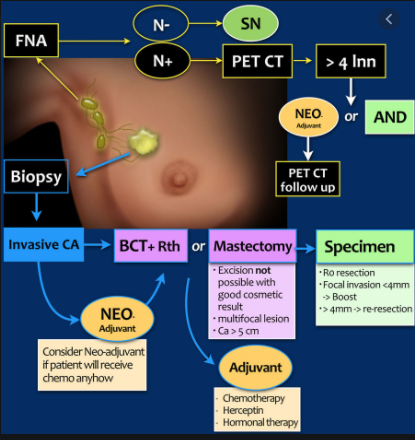 FNA
N-
SN
N+
PET CT
> 4 lnn
NEO-
Adjuvant
or
AND
PET CT
follow up
Biopsy
Invasive CA
BCT+ Rth
or
Mastectomy
Specimen
• Excision not
possible with
good cosmetic
result
• multifocal lesion
• Ca > 5 cm
• Ro resection
• Focal invasion <4mm
-> Boost
• > 4mm -> re-resection
NEO-
Adjuvant
Consider Neo-adjuvant
if patient will receive
chemo anyhow
Adjuvant
- Chemotherapy
- Herceptin
- Hormonal therapy